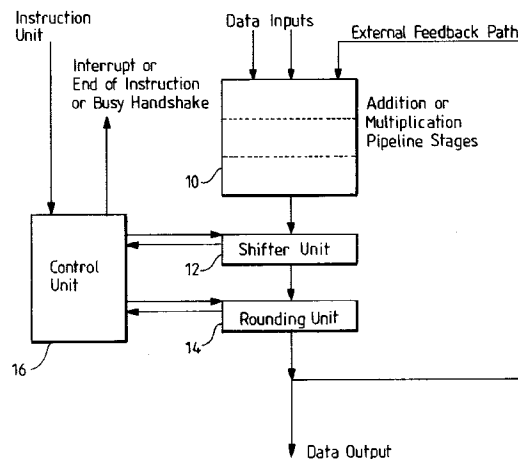 Instruction
Unit
Interrupt or
End of Instruction
or Busy Handshake
Data Inputs
External Feedback Path
Addition or
Multiplication
Pipeline Stages
10
Control
Unit
16
Shifter Unit
12
Rounding Unit
14
Data Output